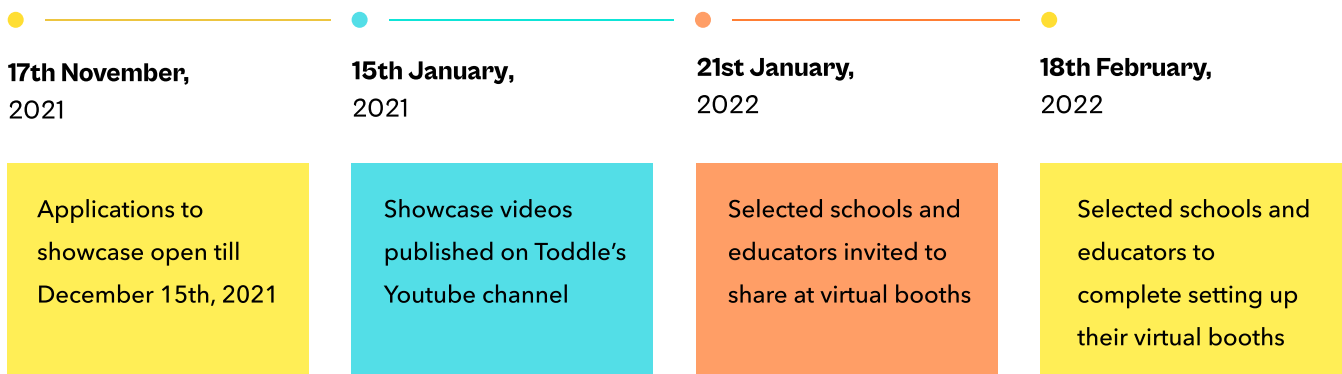 17th November,
2021
Applications to
showcase open till
December 15th, 2021
15th January,
2021
Showcase videos
published on Toddle's
Youtube channel
21st January,
2022
Selected schools and
educators invited to
share at virtual booths
18th February,
2022
Selected schools and
educators to
complete setting up
their virtual booths